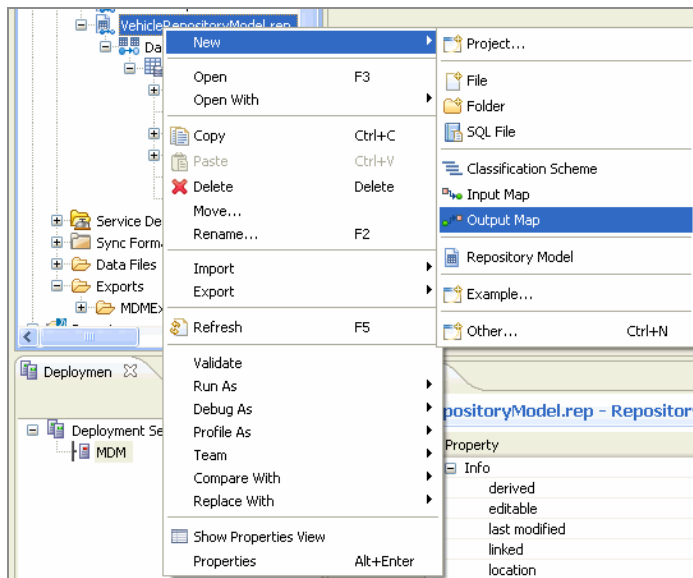 VehicleRepositoryModel.rep
Da
Service De
Sync Form
Data Files
Exports
MDMEx
New
Open F3
Open With
Copy Ctrl+C
Paste Ctrl+V
Delete Delete
Move...
Rename... F2
Import
Export
Refresh F5
Validate
Run As
Debug As
Profile As
Team
Compare With
Replace With
Show Properties View
Properties Alt+Enter
Project...
File
Folder
SQL File
Classification Scheme
Input Map
Output Map
Repository Model
Example...
Other... Ctrl+N
Deploymen
Deployment Se
MDM
positoryModel.rep - Repositor
Property
Info
derived
editable
last modified
linked
location